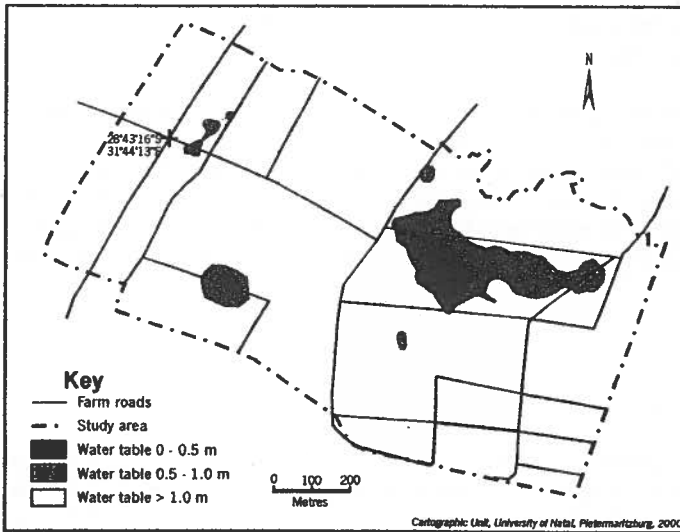 N
28°43'16"S
31°44'13"E
Key
Farm roads
Study area
Water table 0 - 0.5 m
Water table 0.5 - 1.0 m
Water table > 1.0 m
0 100 200
Metres
Cartographic Unit, University of Natal, Pietermaritzburg, 2000